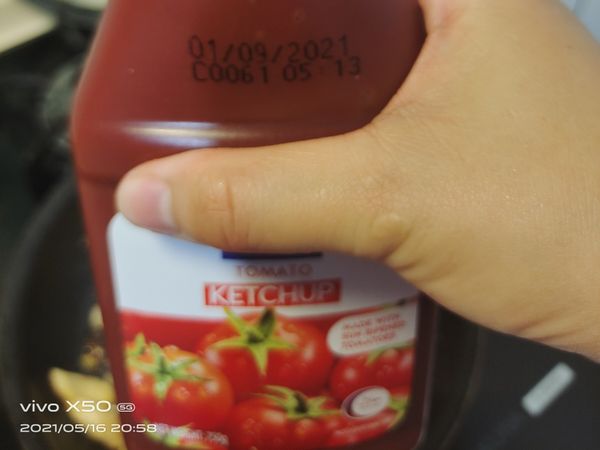 01/09/2021
C0061 05 13
TOMATO
KETCHUP
MADE WITH
SUN RIPENED
TOMATOES
vivo X50 5G
2021/05/16 20:58